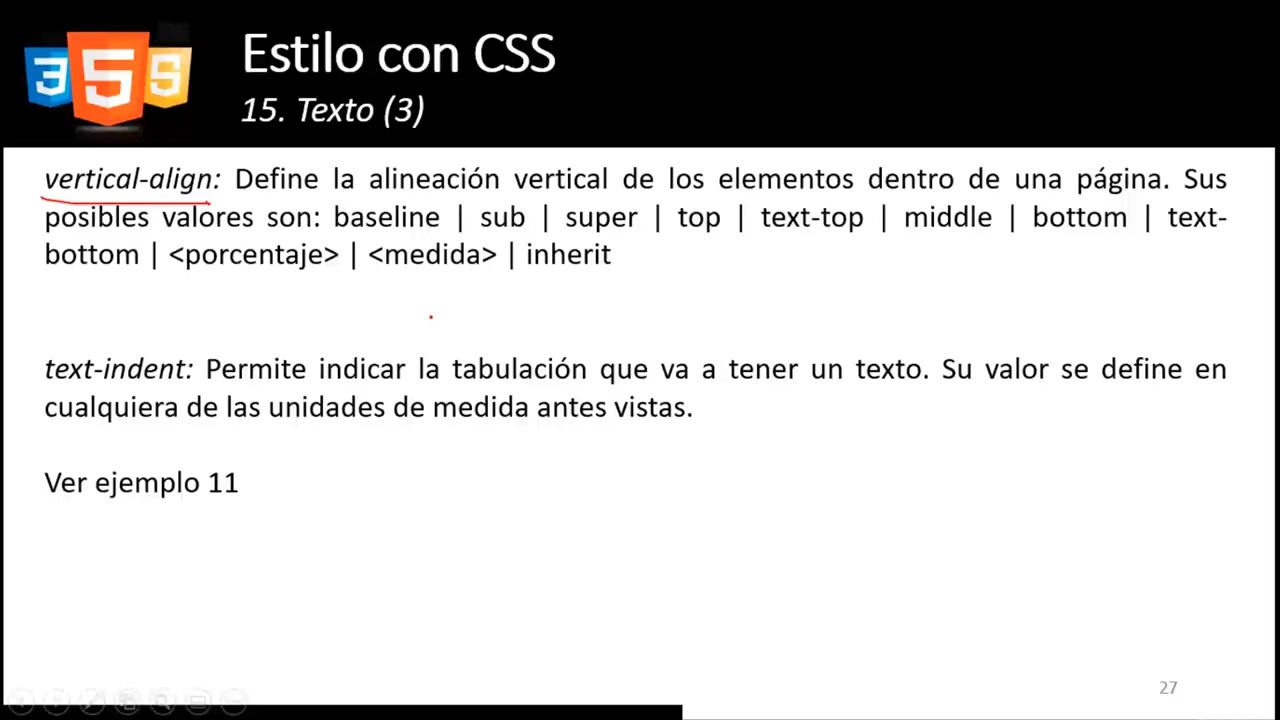 3 5 S
Estilo con CSS
15. Texto (3)
vertical-align: Define la alineación vertical de los elementos dentro de una página. Sus
posibles valores son: baseline | sub | super | top | text-top | middle | bottom | text-
bottom | <porcentaje> | <medida> | inherit
text-indent: Permite indicar la tabulación que va a tener un texto. Su valor se define en
cualquiera de las unidades de medida antes vistas.
Ver ejemplo 11
27